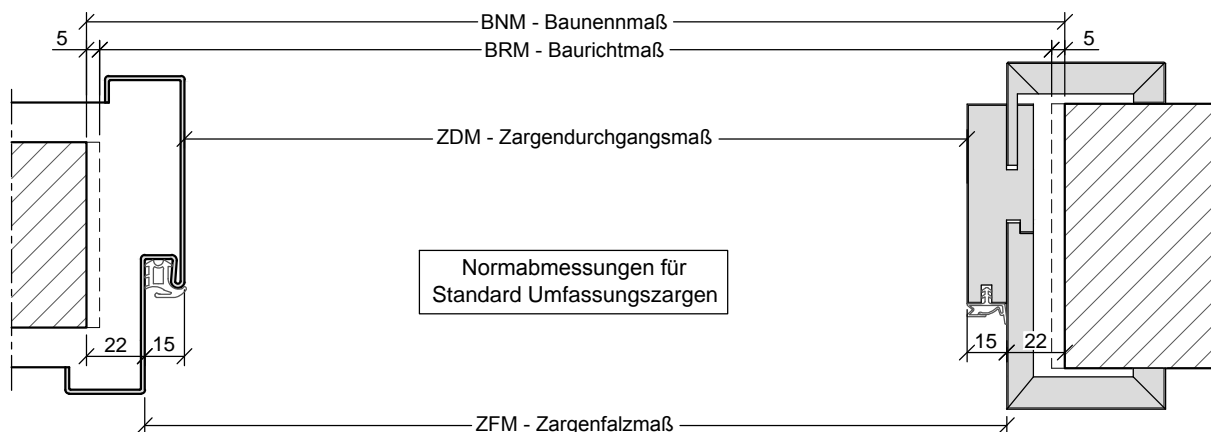 BNM - Baunennmaß
5
BRM - Baurichtmaß
5
ZDM - Zargendurchgangsmaß
Normabmessungen für
Standard Umfassungszargen
22
15
15
22
ZFM - Zargenfalzmaß